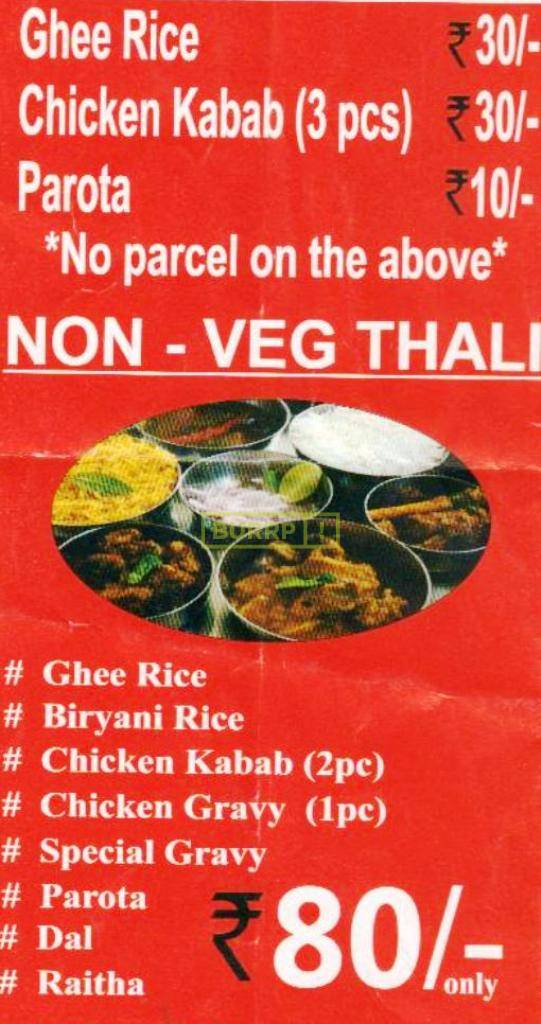 Ghee Rice ₹ 30/-
Chicken Kabab (3 pcs) ₹ 30/-
Parota ₹10/-
*No parcel on the above*
NON - VEG THALI
BURRP!
# Ghee Rice
# Biryani Rice
# Chicken Kabab (2pc)
# Chicken Gravy (1pc)
# Special Gravy
# Parota
# Dal
# Raitha
₹80/- only